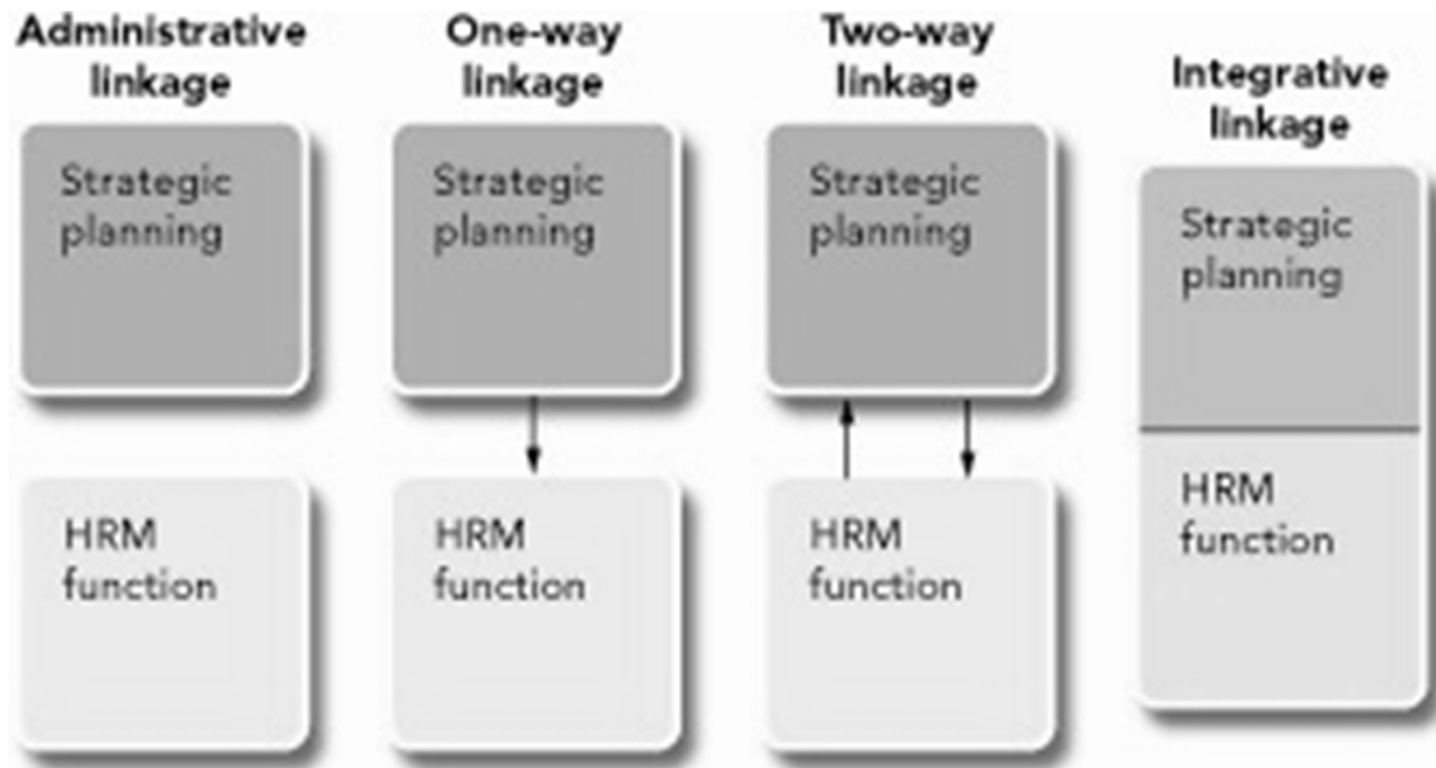 Administrative
linkage
Strategic
planning
HRM
function
One-way
linkage
Strategic
planning
HRM
function
Two-way
linkage
Strategic
planning
HRM
function
Integrative
linkage
Strategic
planning
HRM
function